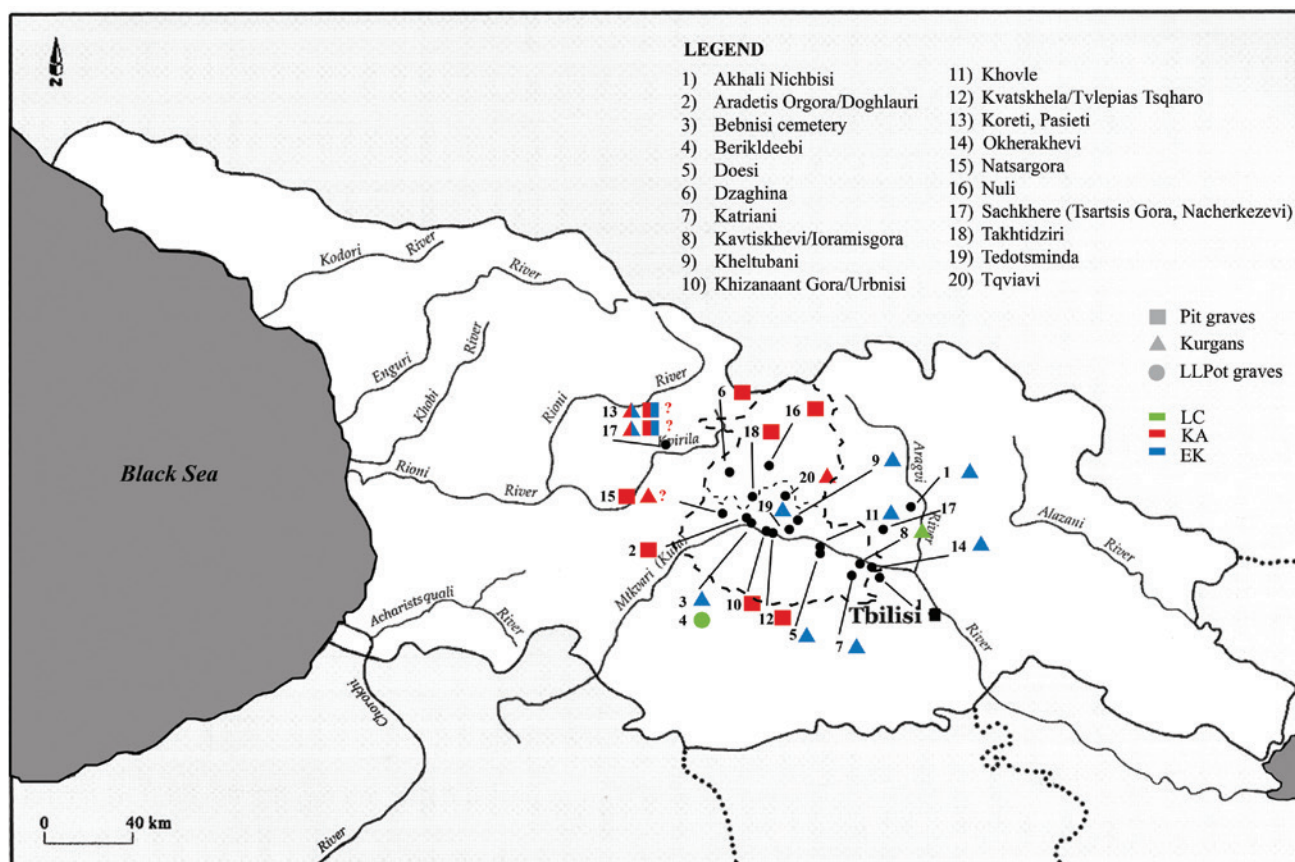 N
LEGEND
1) Akhali Nichbisi
2) Aradetis Orgora/Doghlauri
3) Bebnisi cemetery
4) Berikldeebi
5) Doesi
6) Dzaghina
7) Katriani
8) Kavtiskhevi/Ioramisgora
9) Kheltubani
10) Khizanaant Gora/Urbnisi
11) Khovle
12) Kvatskhela/Tvlepias Tsqharo
13) Koreti, Pasieti
14) Okherakhevi
15) Natsargora
16) Nuli
17) Sachkhere (Tsartsis Gora, Nacherkezevi)
18) Takhtidziri
19) Tedotsminda
20) Tqviavi
Pit graves
Kurgans
LLPot graves
LC
KA
EK
Kodori River
Enguri River
Khobi River
Rioni River
Rioni River
Kvirila
Black Sea
Mtkvari (Kura)
River
Aragvi River
Alazani River
Acharistsquali River
Chorokhi River
Tbilisi
13 ?
17 ?
15 ?
6
16
18
20
9
1
19
11
17
8
14
2
3
4
10
12
5
7
1
0 40 km